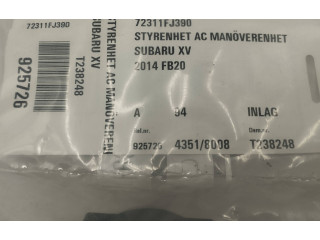 72311FJ390
925726
T238248
SUBARU XV
STYRENHET AC MANÖVERENHET
72311FJ390
STYRENHET AC MANÖVERENHET
SUBARU XV
2014 FB20
A 94 INLAG
925726 4351/8008 T238248